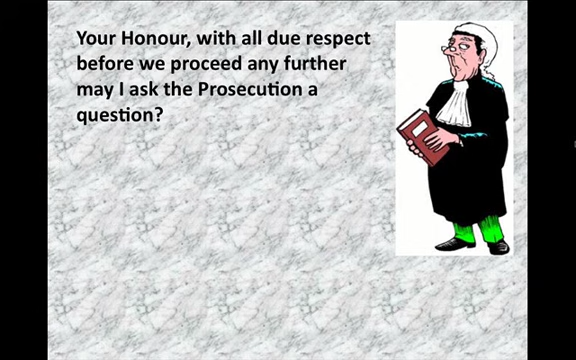 Your Honour, with all due respect
before we proceed any further
may I ask the Prosecution a
question?